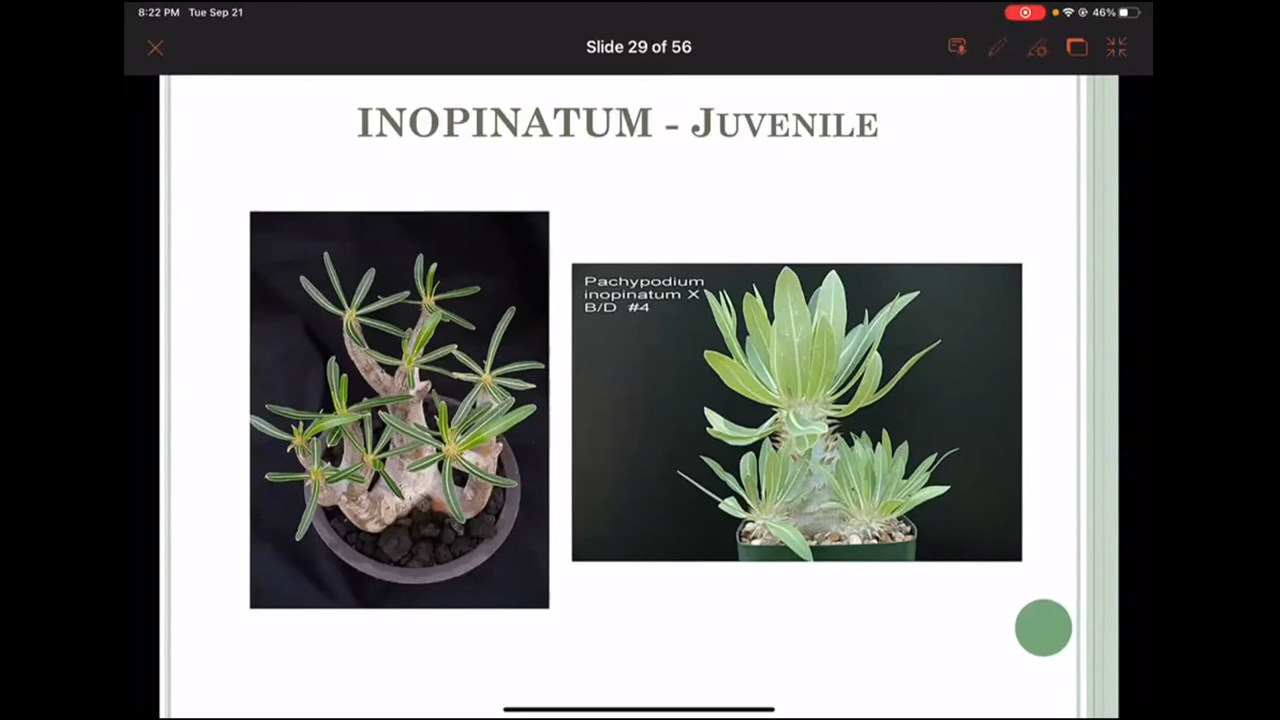 8:22 PM Tue Sep 21
46%
Slide 29 of 56
INOPINATUM - JUVENILE
Pachypodium
inopinatum X
B/D #4